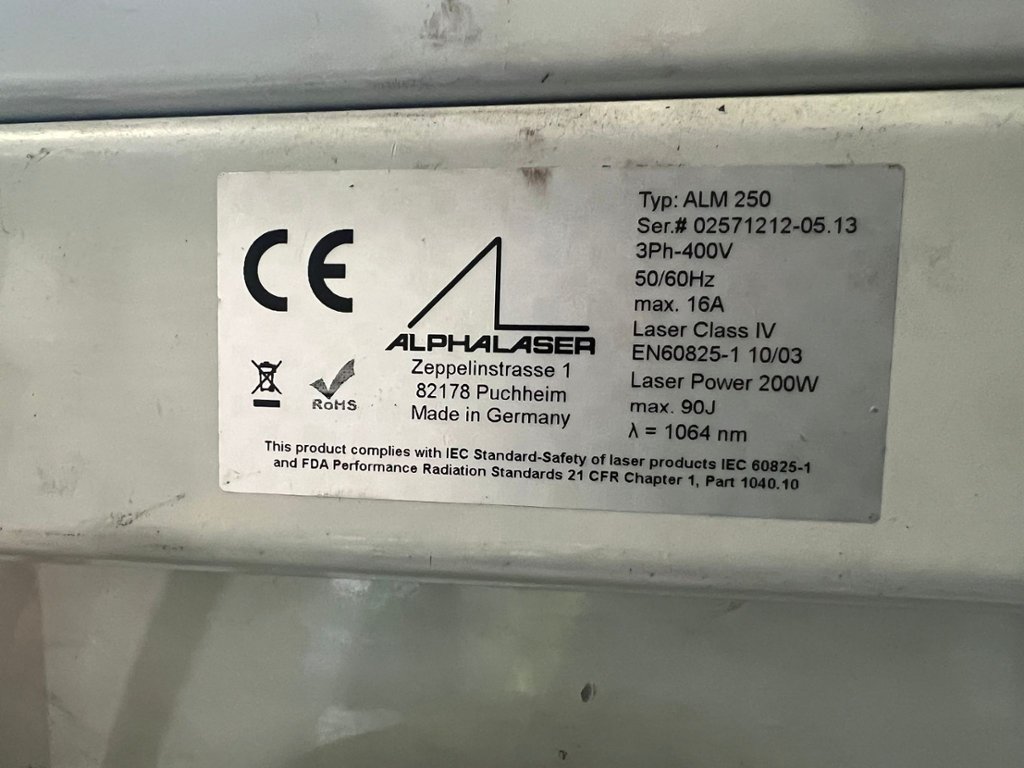 CE
ALPHALASER
Zeppelinstrasse 1
82178 Puchheim
Made in Germany
RoHS
Typ: ALM 250
Ser.# 02571212-05.13
3Ph-400V
50/60Hz
max. 16A
Laser Class IV
EN60825-1 10/03
Laser Power 200W
max. 90J
λ = 1064 nm
This product complies with IEC Standard-Safety of laser products IEC 60825-1
and FDA Performance Radiation Standards 21 CFR Chapter 1, Part 1040.10